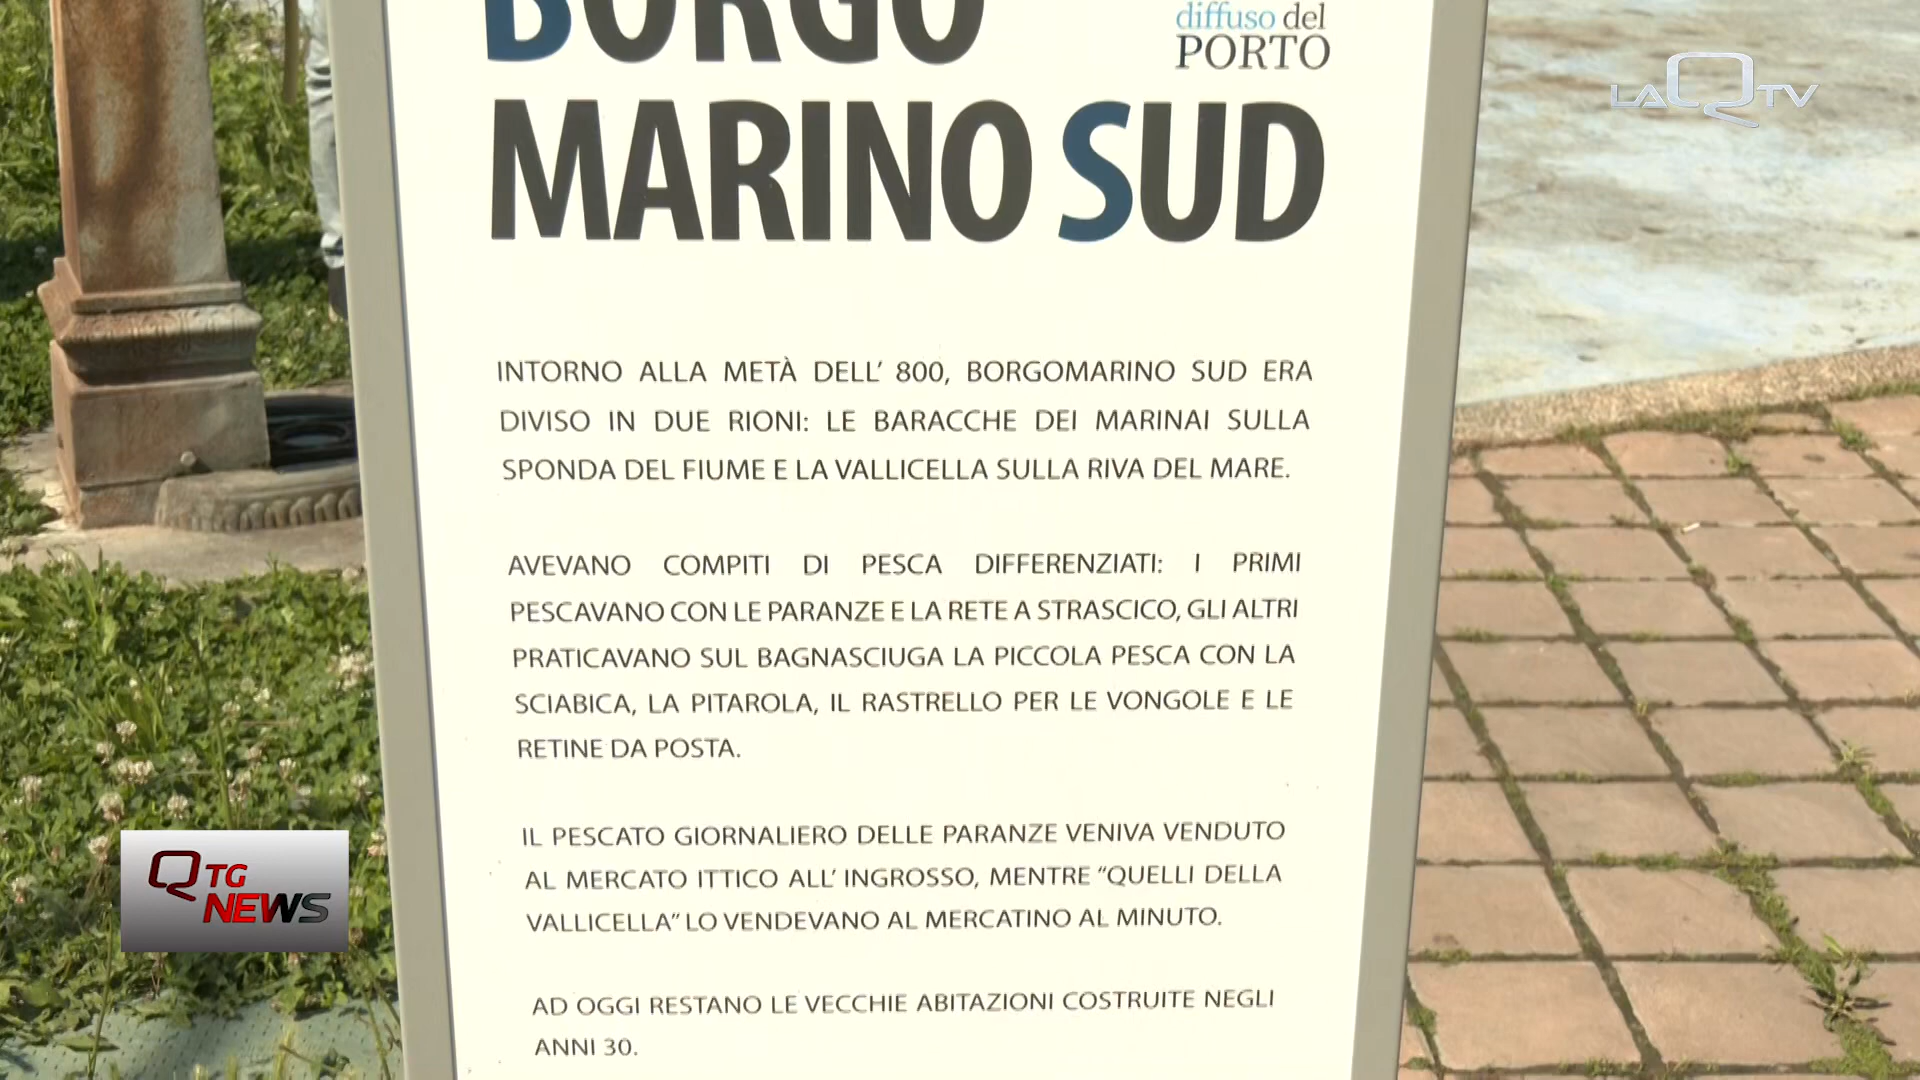 BORGO
diffuso del
PORTO
MARINO SUD
LAQTV
INTORNO ALLA METÀ DELL' 800, BORGOMARINO SUD ERA
DIVISO IN DUE RIONI: LE BARACCHE DEI MARINAI SULLA
SPONDA DEL FIUME E LA VALLICELLA SULLA RIVA DEL MARE.
AVEVANO COMPITI DI PESCA DIFFERENZIATI: I PRIMI
PESCAVANO CON LE PARANZE E LA RETE A STRASCICO, GLI ALTRI
PRATICAVANO SUL BAGNASCIUGA LA PICCOLA PESCA CON LA
SCIABICA, LA PITAROLA, IL RASTRELLO PER LE VONGOLE E LE
RETINE DA POSTA.
IL PESCATO GIORNALIERO DELLE PARANZE VENIVA VENDUTO
AL MERCATO ITTICO ALL' INGROSSO, MENTRE “QUELLI DELLA
VALLICELLA” LO VENDEVANO AL MERCATINO AL MINUTO.
AD OGGI RESTANO LE VECCHIE ABITAZIONI COSTRUITE NEGLI
ANNI 30.
Q TG
NEWS